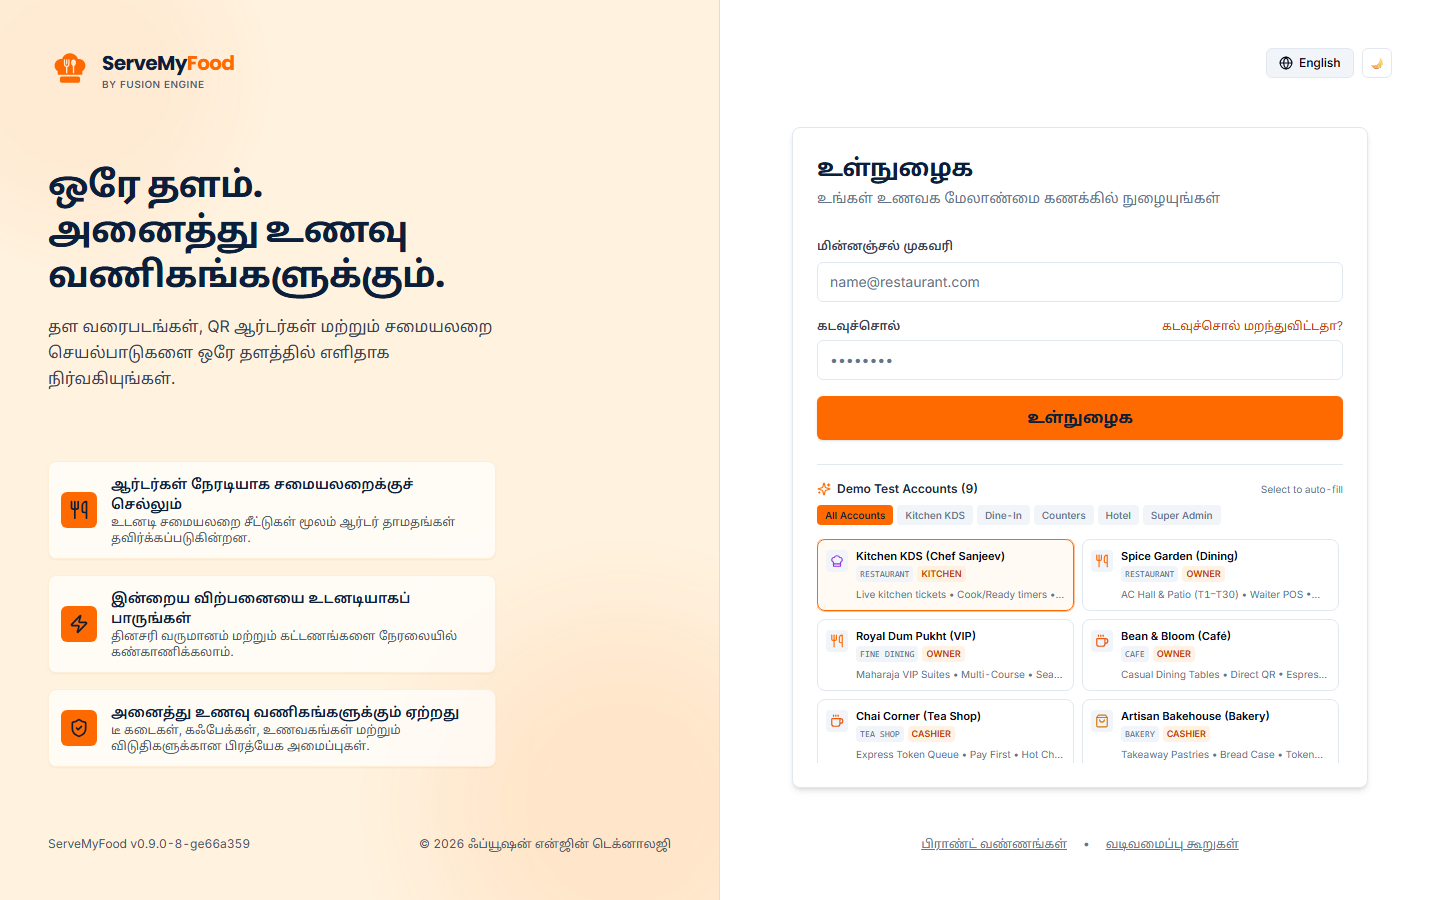 ServeMyFood
BY FUSION ENGINE
ஒரே தளம்.
அனைத்து உணவு
வணிகங்களுக்கும்.
தள வரைபடங்கள், QR ஆர்டர்கள் மற்றும் சமையலறை
செயல்பாடுகளை ஒரே தளத்தில் எளிதாக
நிர்வகியுங்கள்.
ஆர்டர்கள் நேரடியாக சமையலறைக்குச்
செல்லும்
உடனடி சமையலறை சீட்டுகள் மூலம் ஆர்டர் தாமதங்கள்
தவிர்க்கப்படுகின்றன.
இன்றைய விற்பனையை உடனடியாகப்
பாருங்கள்
தினசரி வருமானம் மற்றும் கட்டணங்களை நேரலையில்
கண்காணிக்கலாம்.
அனைத்து உணவு வணிகங்களுக்கும் ஏற்றது
டீ கடைகள், கஃபேக்கள், உணவகங்கள் மற்றும்
விடுதிகளுக்கான பிரத்யேக அமைப்புகள்.
ServeMyFood v0.9.0-8-ge66a359
© 2026 ஃப்யூஷன் என்ஜின் டெக்னாலஜி
English
உள்நுழைக
உங்கள் உணவக மேலாண்மை கணக்கில் நுழையுங்கள்
மின்னஞ்சல் முகவரி
name@restaurant.com
கடவுச்சொல்
கடவுச்சொல் மறந்துவிட்டதா?
உள்நுழைக
Demo Test Accounts (9)
Select to auto-fill
All Accounts
Kitchen KDS
Dine-In
Counters
Hotel
Super Admin
Kitchen KDS (Chef Sanjeev)
RESTAURANT KITCHEN
Live kitchen tickets • Cook/Ready timers •...
Spice Garden (Dining)
RESTAURANT OWNER
AC Hall & Patio (T1–T30) • Waiter POS •...
Royal Dum Pukht (VIP)
FINE DINING OWNER
Maharaja VIP Suites • Multi-Course • Sea...
Bean & Bloom (Café)
CAFE OWNER
Casual Dining Tables • Direct QR • Espres...
Chai Corner (Tea Shop)
TEA SHOP CASHIER
Express Token Queue • Pay First • Hot Ch...
Artisan Bakehouse (Bakery)
BAKERY CASHIER
Takeaway Pastries • Bread Case • Token...
பிராண்ட் வண்ணங்கள் • வடிவமைப்பு கூறுகள்